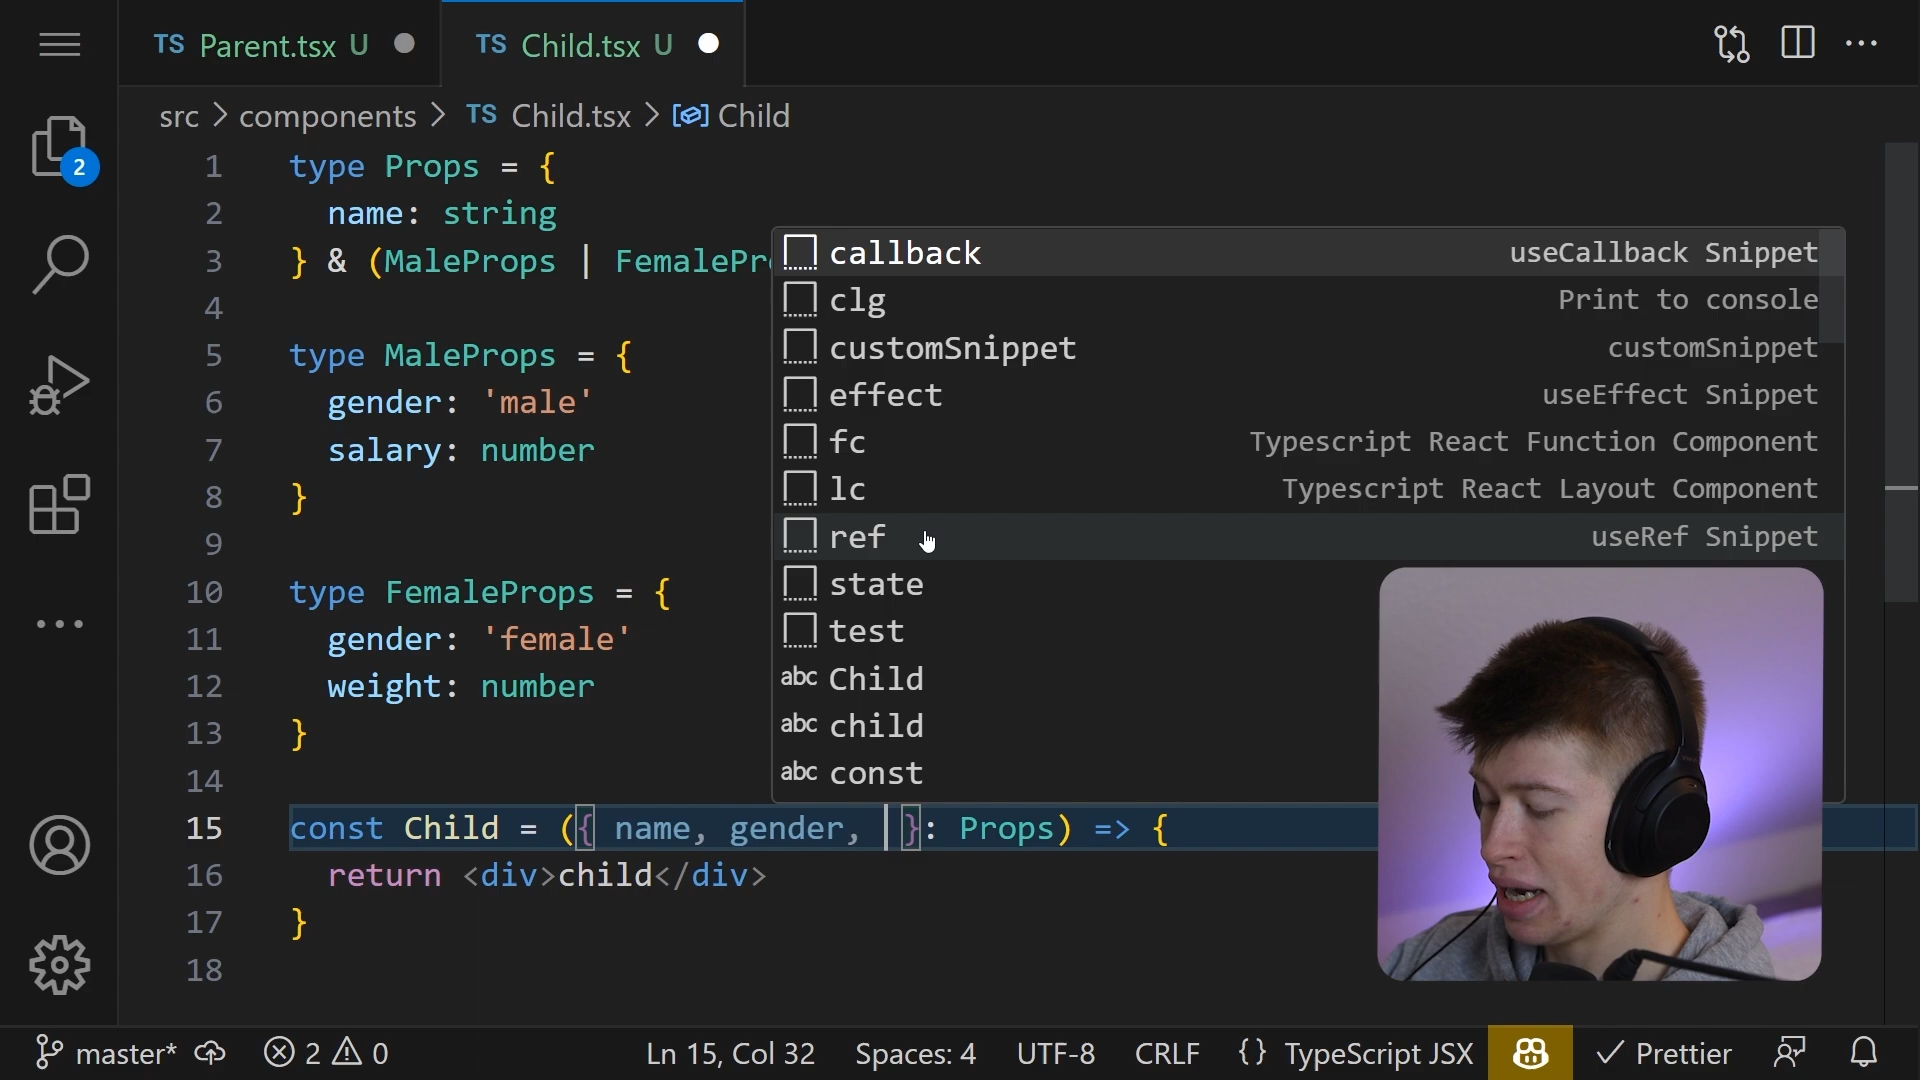 TS Parent.tsx U
TS Child.tsx U
src > components > TS Child.tsx > Child
2
1 type Props = {
2 name: string
3 } & (MaleProps | FemalePr
4
5 type MaleProps = {
6 gender: 'male'
7 salary: number
8 }
9
10 type FemaleProps = {
11 gender: 'female'
12 weight: number
13 }
14
15 const Child = ({ name, gender, }: Props) => {
16 return <div>child</div>
17 }
18
callback useCallback Snippet
clg Print to console
customSnippet customSnippet
effect useEffect Snippet
fc Typescript React Function Component
lc Typescript React Layout Component
ref useRef Snippet
state
test
abc Child
abc child
abc const
master* 2 0 Ln 15, Col 32 Spaces: 4 UTF-8 CRLF {} TypeScript JSX Prettier